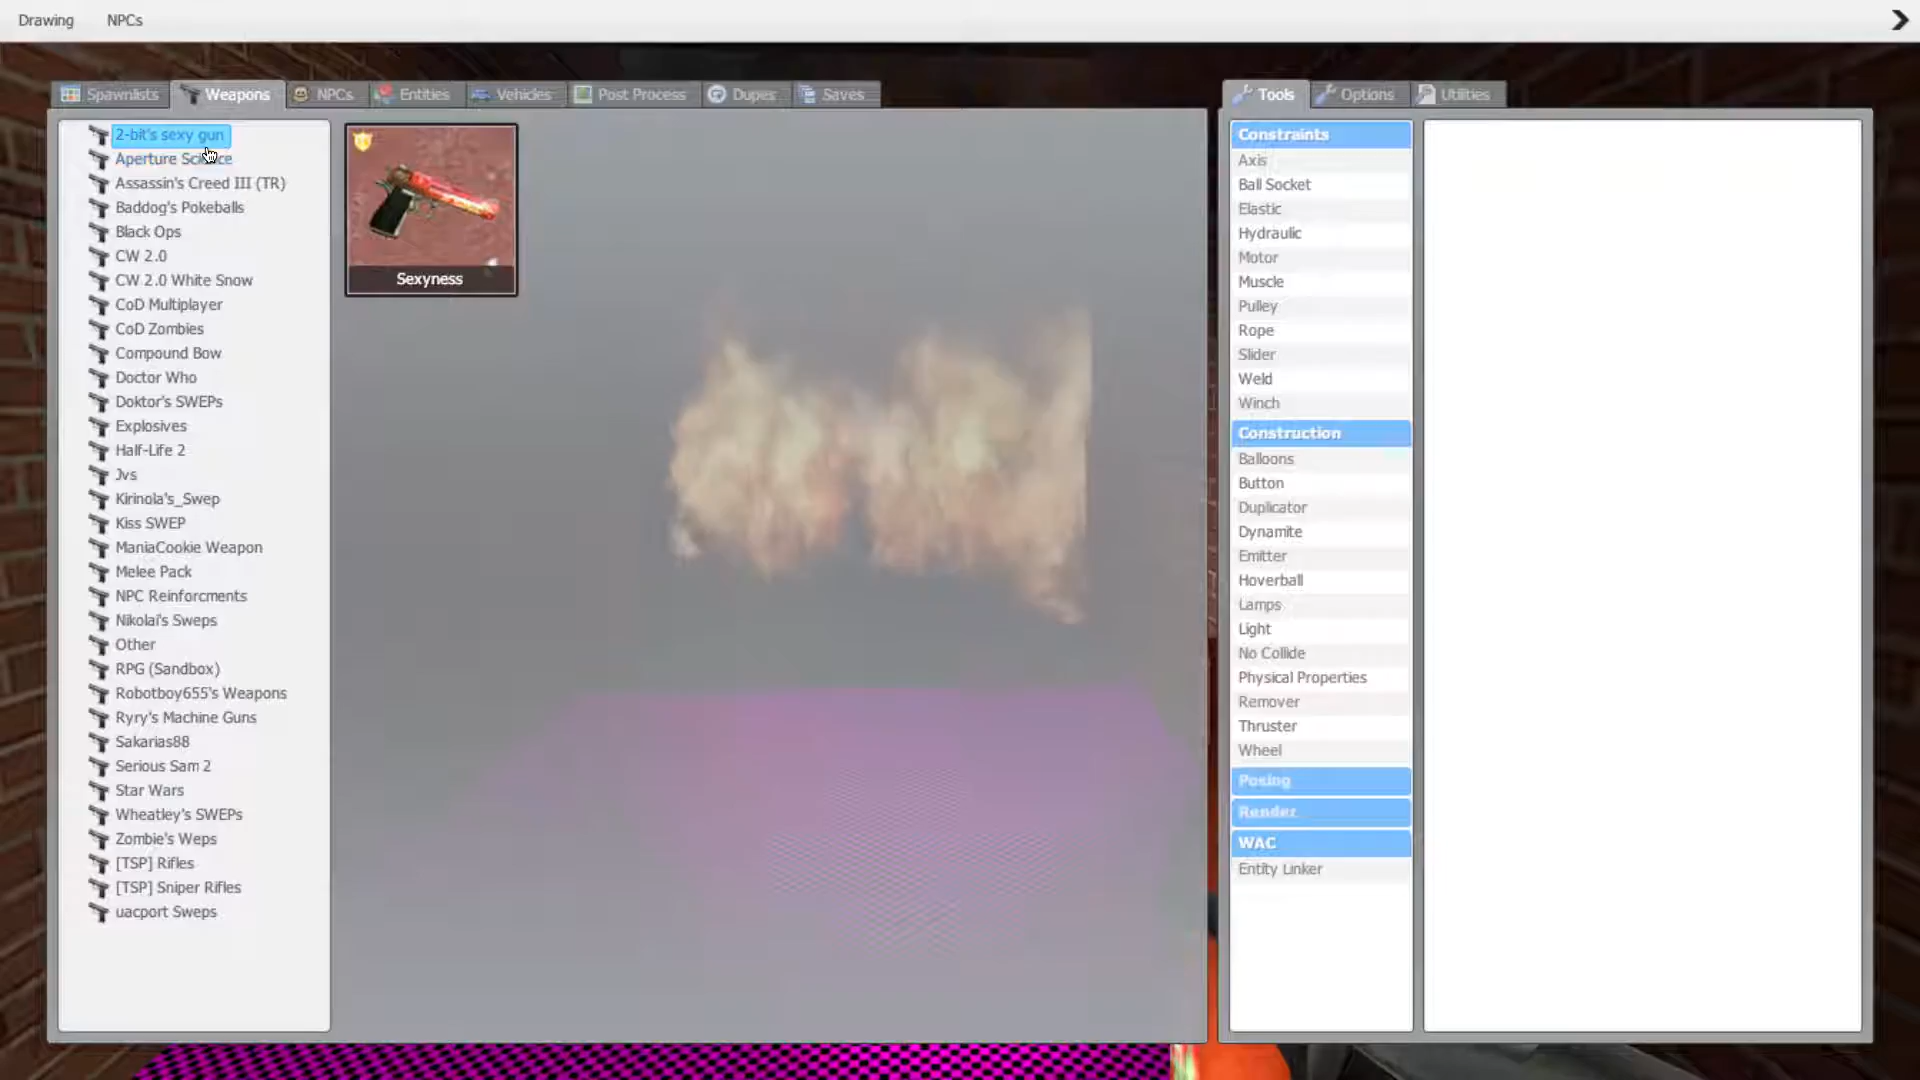 Drawing
NPCs
Spawnlists
Weapons
NPCs
Entities
Vehicles
Post Process
Dupes
Saves
Tools
Options
Utilities
2-bit's sexy gun
Aperture Science
Assassin's Creed III (TR)
Baddog's Pokeballs
Black Ops
CW 2.0
CW 2.0 White Snow
CoD Multiplayer
CoD Zombies
Compound Bow
Doctor Who
Doktor's SWEPs
Explosives
Half-Life 2
Jvs
Kirinola's_Swep
Kiss SWEP
ManiaCookie Weapon
Melee Pack
NPC Reinforcments
Nikolai's Sweps
Other
RPG (Sandbox)
Robotboy655's Weapons
Ryry's Machine Guns
Sakarias88
Serious Sam 2
Star Wars
Wheatley's SWEPs
Zombie's Weps
[TSP] Rifles
[TSP] Sniper Rifles
uacport Sweps
Sexyness
Constraints
Axis
Ball Socket
Elastic
Hydraulic
Motor
Muscle
Pulley
Rope
Slider
Weld
Winch
Construction
Balloons
Button
Duplicator
Dynamite
Emitter
Hoverball
Lamps
Light
No Collide
Physical Properties
Remover
Thruster
Wheel
Posing
Render
WAC
Entity Linker